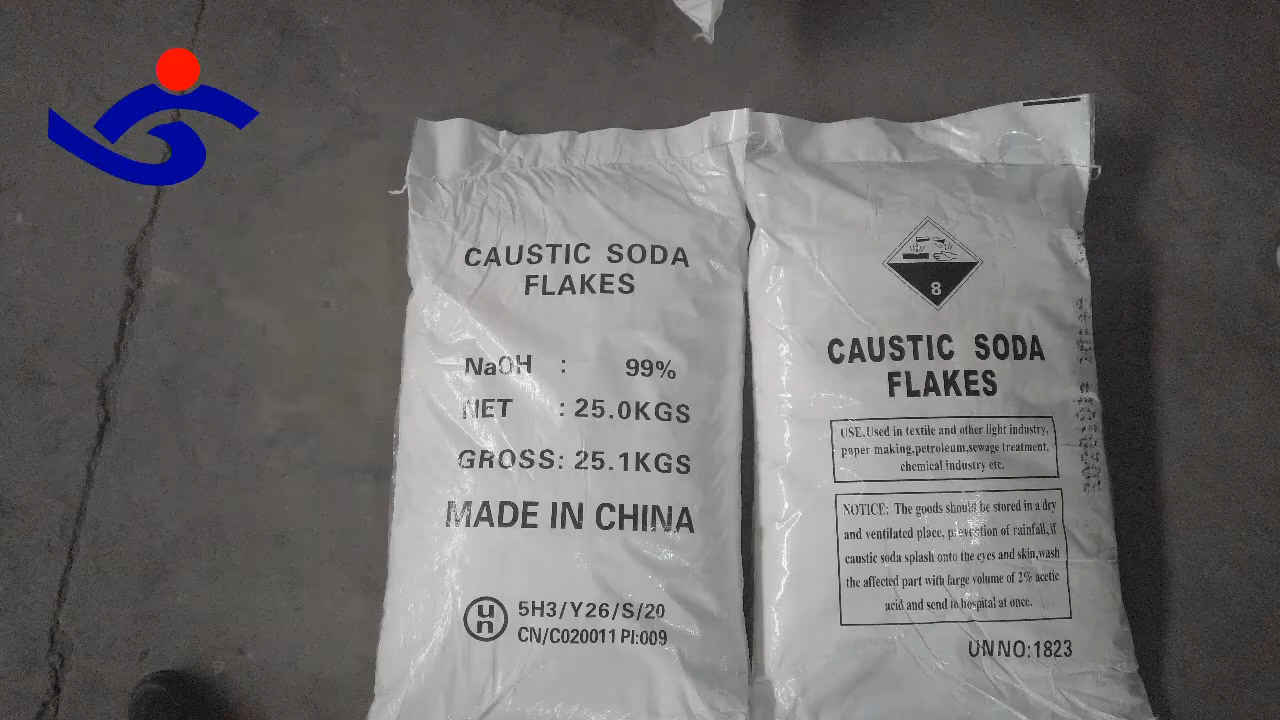 CAUSTIC SODA
FLAKES
NaOH : 99%
NET : 25.0KGS
GROSS: 25.1KGS
MADE IN CHINA
un
5H3/Y26/S/20
CN/C020011 PI:009
8
CAUSTIC SODA
FLAKES
USE.Used in textile and other light industry,
paper making,petroleum,sewage treatment,
chemical industry etc.
NOTICE: The goods should be stored in a dry
and ventilated place, prevention of rainfall,if
caustic soda splash onto the eyes and skin,wash
the affected part with large volume of 2% acetic
acid and send to hospital at once.
UN NO:1823